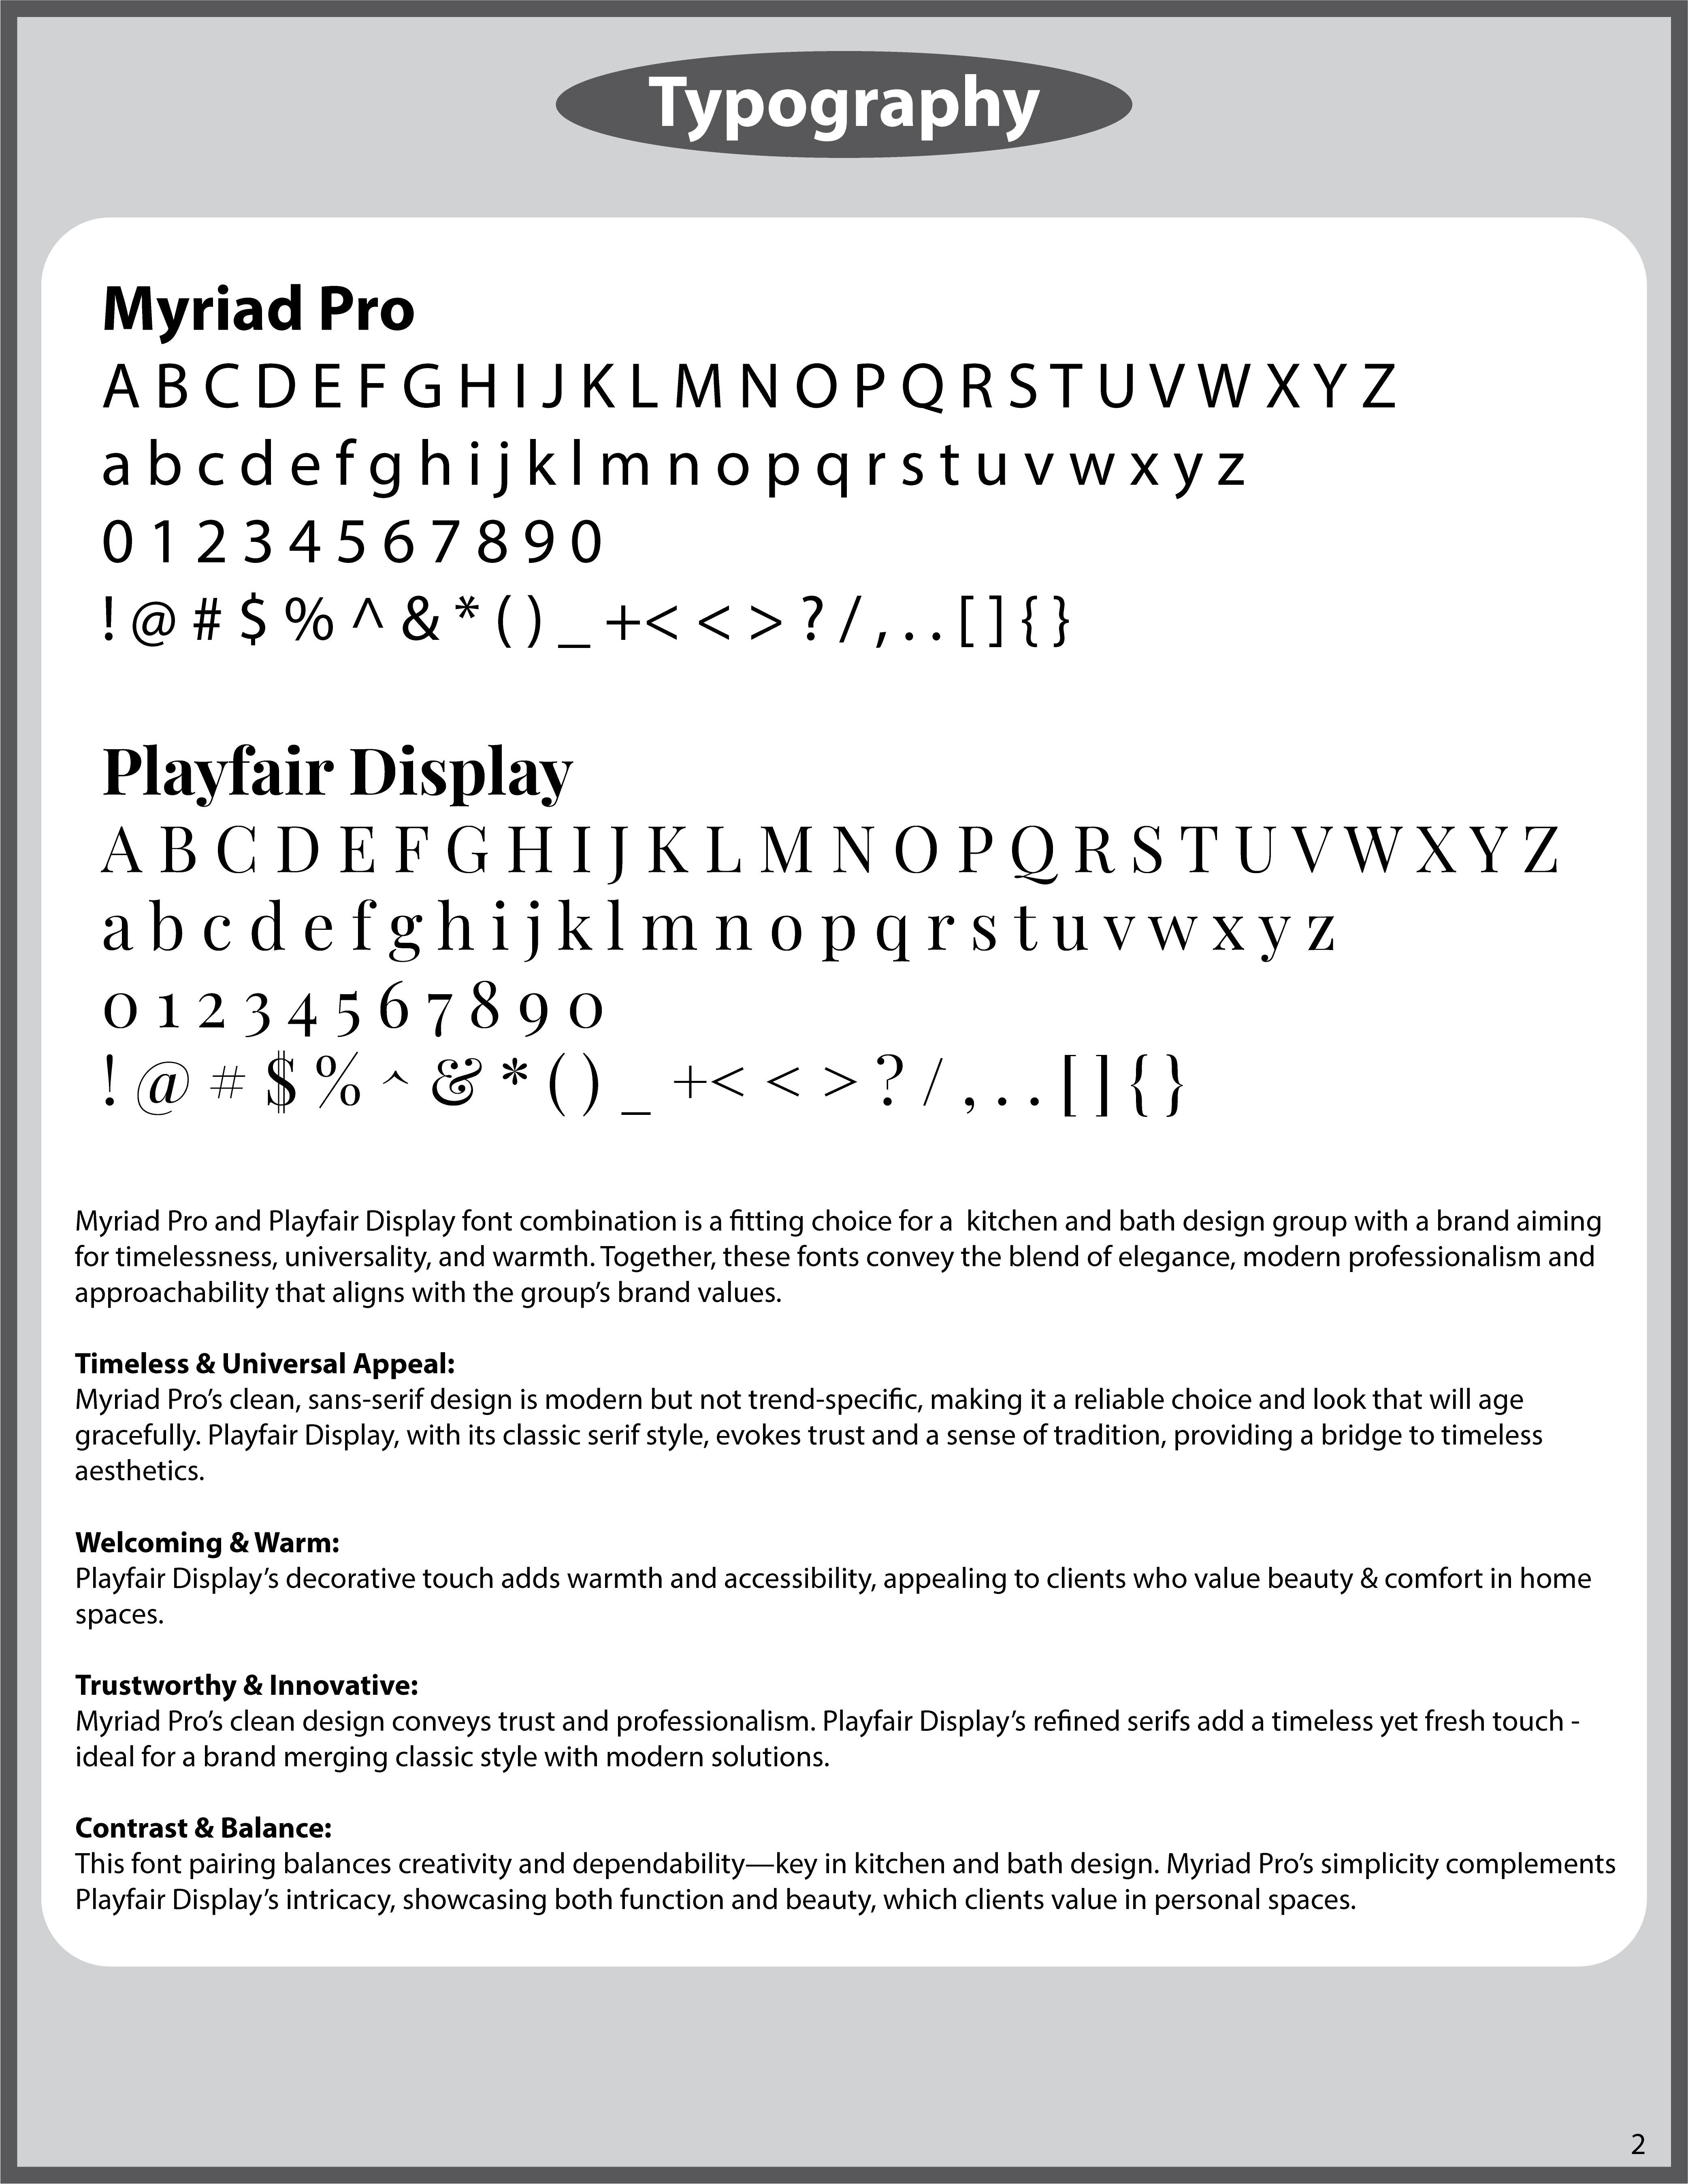 Typography
Myriad Pro
A B C D E F G H I J K L M N O P Q R S T U V W X Y Z
a b c d e f g h i j k l m n o p q r s t u v w x y z
0 1 2 3 4 5 6 7 8 9 0
! @ # $ % ^ & * ( ) _ +< < > ? / , . . [ ] { }
Playfair Display
A B C D E F G H I J K L M N O P Q R S T U V W X Y Z
a b c d e f g h i j k l m n o p q r s t u v w x y z
0 1 2 3 4 5 6 7 8 9 0
! @ # $ % ^ & * ( ) _ +< < > ? / , . . [ ] { }
Myriad Pro and Playfair Display font combination is a fitting choice for a  kitchen and bath design group with a brand aiming
for timelessness, universality, and warmth. Together, these fonts convey the blend of elegance, modern professionalism and
approachability that aligns with the group’s brand values.
Timeless & Universal Appeal:
Myriad Pro’s clean, sans-serif design is modern but not trend-specific, making it a reliable choice and look that will age
gracefully. Playfair Display, with its classic serif style, evokes trust and a sense of tradition, providing a bridge to timeless
aesthetics.
Welcoming & Warm:
Playfair Display’s decorative touch adds warmth and accessibility, appealing to clients who value beauty & comfort in home
spaces.
Trustworthy & Innovative:
Myriad Pro’s clean design conveys trust and professionalism. Playfair Display’s refined serifs add a timeless yet fresh touch -
ideal for a brand merging classic style with modern solutions.
Contrast & Balance:
This font pairing balances creativity and dependability—key in kitchen and bath design. Myriad Pro’s simplicity complements
Playfair Display’s intricacy, showcasing both function and beauty, which clients value in personal spaces.
2